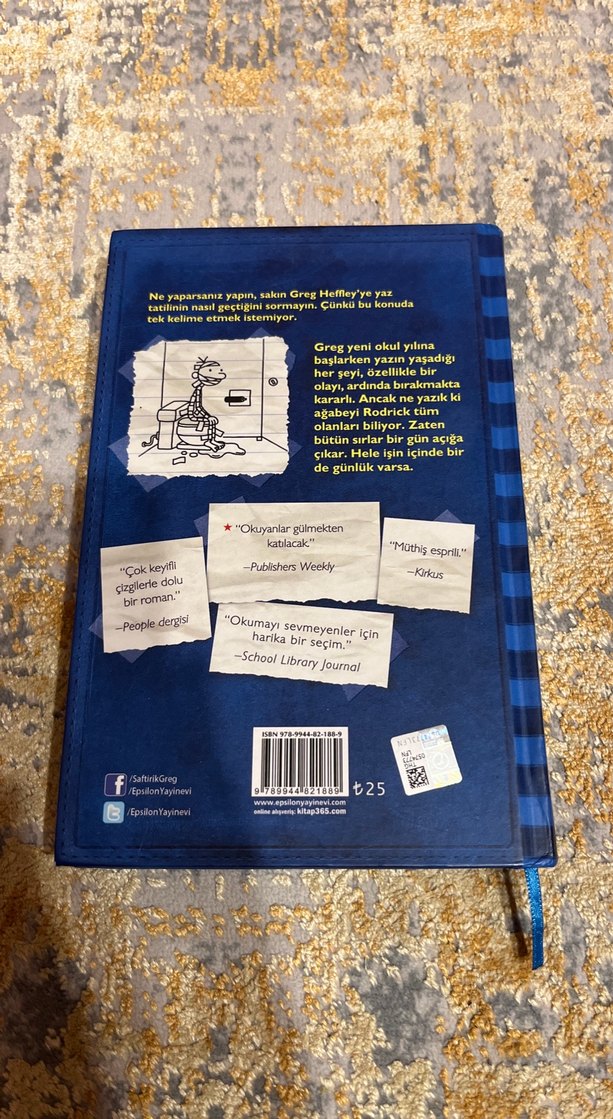 Ne yaparsanız yapın, sakın Greg Heffley'ye yaz
tatilinin nasıl geçtiğini sormayın. Çünkü bu konuda
tek kelime etmek istemiyor.
Greg yeni okul yılına
başlarken yazın yaşadığı
her şeyi, özellikle bir
olayı, ardında bırakmakta
kararlı. Ancak ne yazık ki
ağabeyi Rodrick tüm
olanları biliyor. Zaten
bütün sırlar bir gün açığa
çıkar. Hele işin içinde bir
de günlük varsa.
"Okuyanlar gülmekten
katılacak."
–Publishers Weekly
"Müthiş esprili."
–Kirkus
"Çok keyifli
çizgilerle dolu
bir roman."
–People dergisi
"Okumayı sevmeyenler için
harika bir seçim."
–School Library Journal
/SaftirikGreg
/EpsilonYayinevi
/EpsilonYayinevi
ISBN 978-9944-82-188-9
9 789944 821889
₺25
www.epsilonyayinevi.com
online alışveriş: kitap365.com